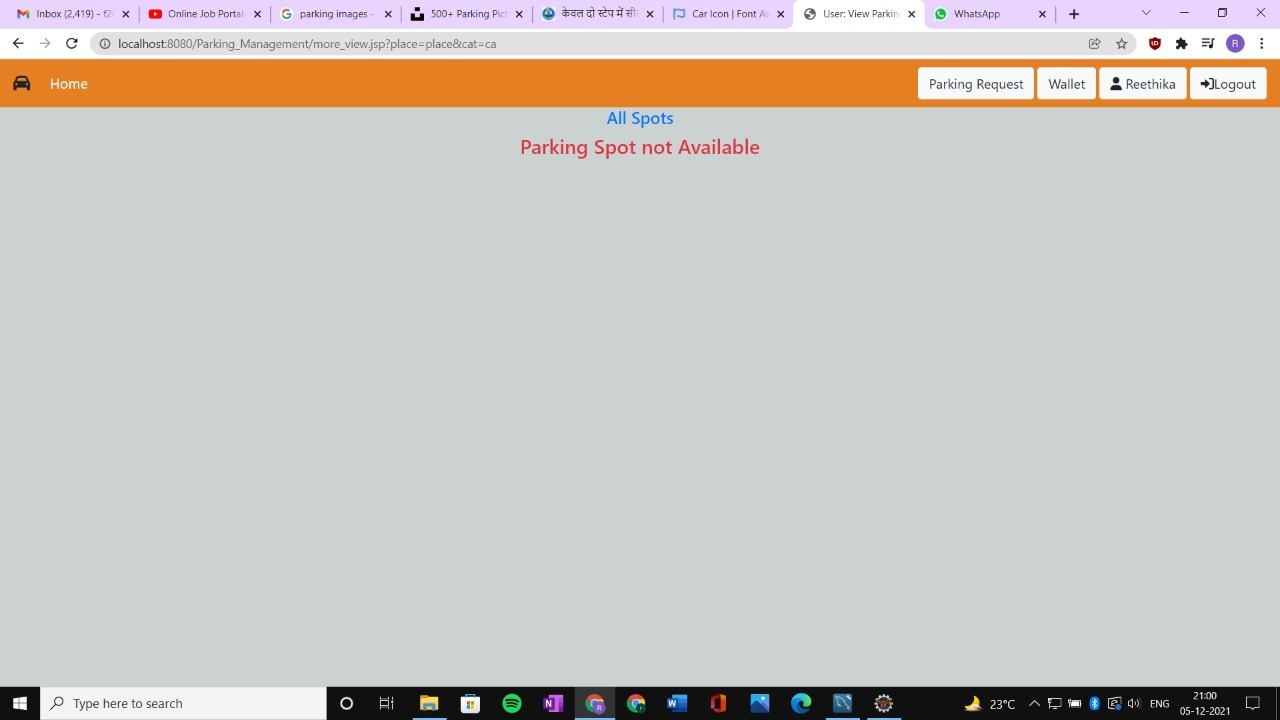 Inbox (2,419) - f20
Online Job Portal
parking images -
500+ Parking Pict
केवल दो स्टेप में सी
Car Icon | Font Aw
User: View Parkin
WhatsApp
localhost:8080/Parking_Management/more_view.jsp?place=place&cat=ca
R
Home
Parking Request
Wallet
Reethika
Logout
All Spots
Parking Spot not Available
Type here to search
23°C
ENG
21:00
05-12-2021